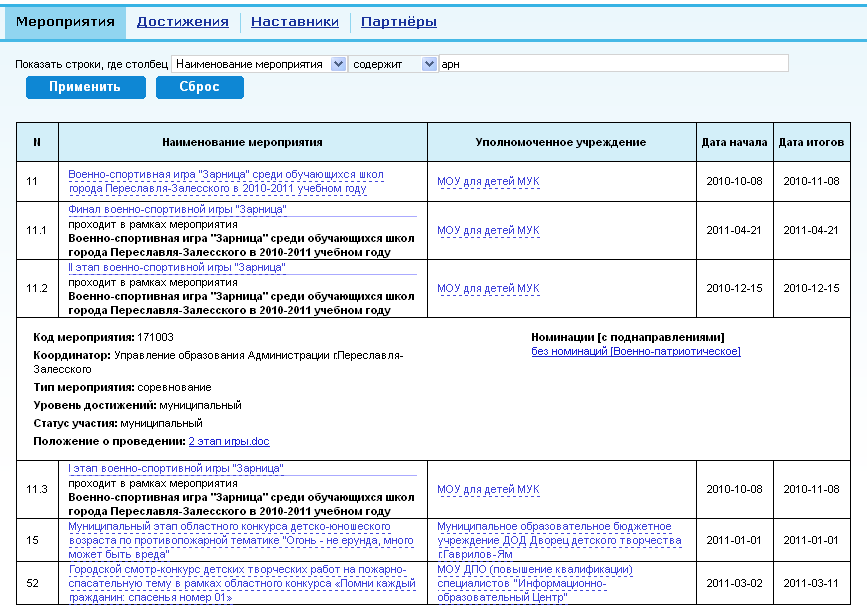 Мероприятия Достижения Наставники Партнёры
Показать строки, где столбец Наименование мероприятия содержит арн
Применить Сброс
N Наименование мероприятия Уполномоченное учреждение Дата начала Дата итогов
11 Военно-спортивная игра "Зарница" среди обучающихся школ
города Переславля-Залесского в 2010-2011 учебном году МОУ для детей МУК 2010-10-08 2010-11-08
Финал военно-спортивной игры "Зарница"
проходит в рамках мероприятия
11.1 Военно-спортивная игра "Зарница" среди обучающихся школ МОУ для детей МУК 2011-04-21 2011-04-21
города Переславля-Залесского в 2010-2011 учебном году
II этап военно-спортивной игры "Зарница"
проходит в рамках мероприятия
11.2 Военно-спортивная игра "Зарница" среди обучающихся школ МОУ для детей МУК 2010-12-15 2010-12-15
города Переславля-Залесского в 2010-2011 учебном году
Код мероприятия: 171003 Номинации [с поднаправлениями]
Координатор: Управление образования Администрации г.Переславля- без номинаций [Военно-патриотическое]
Залесского
Тип мероприятия: соревнование
Уровень достижений: муниципальный
Статус участия: муниципальный
Положение о проведении: 2 этап игры.doc
I этап военно-спортивной игры "Зарница"
проходит в рамках мероприятия
11.3 Военно-спортивная игра "Зарница" среди обучающихся школ МОУ для детей МУК 2010-10-08 2010-11-08
города Переславля-Залесского в 2010-2011 учебном году
Муниципальный этап областного конкурса детско-юношеского Муниципальное образовательное бюджетное
15 возраста по противопожарной тематике "Огонь - не ерунда, много учреждение ДОД Дворец детского творчества 2011-01-01 2011-01-01
может быть вреда" г.Гаврилов-Ям
Городской смотр-конкурс детских творческих работ на пожарно- МОУ ДПО (повышение квалификации)
52 спасательную тему в рамках областного конкурса «Помни каждый специалистов "Информационно- 2011-03-02 2011-03-11
гражданин: спасенья номер 01» образовательный Центр"